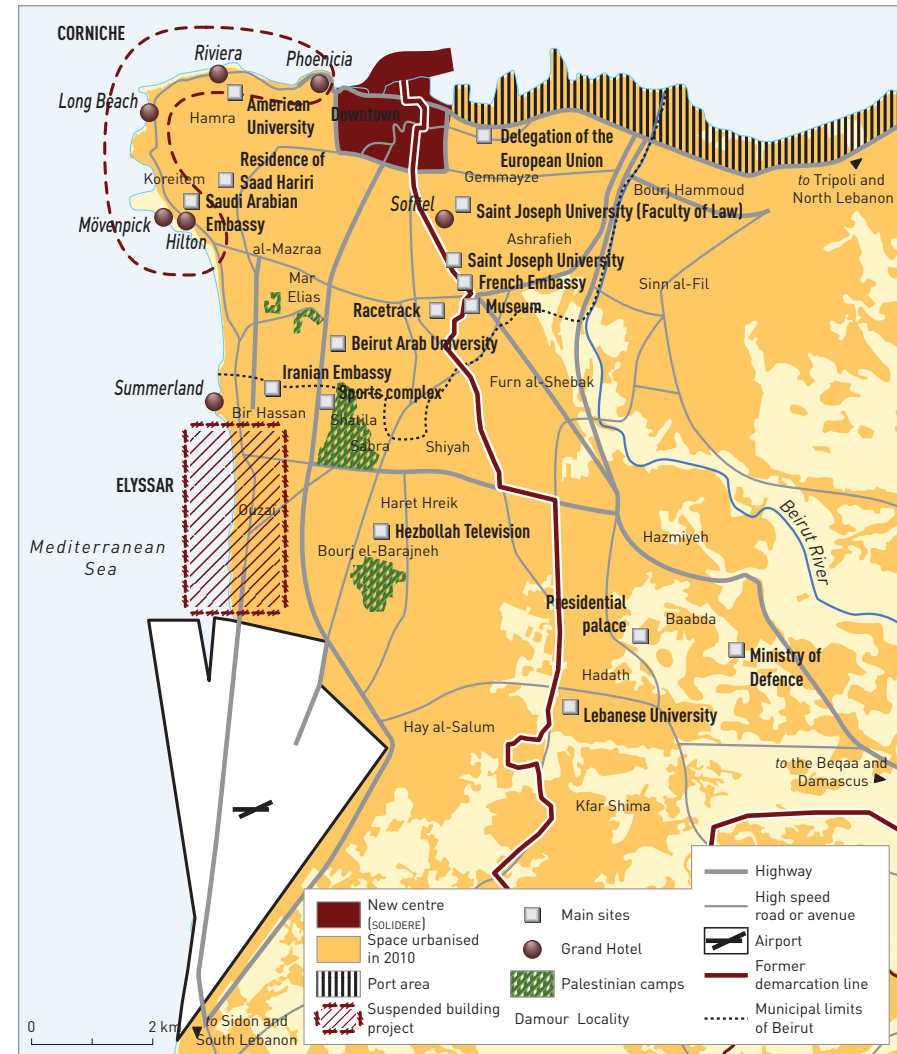 CORNICHE
Riviera
Phoenicia
Long Beach
American
University
Hamra
Downtown
Delegation of the
European Union
Gemmayze
to Tripoli and
North Lebanon
Residence of
Saad Hariri
Koreitem
Saudi Arabian
Embassy
Mövenpick
Hilton
Sofitel
Saint Joseph University (Faculty of Law)
Bourj Hammoud
Ashrafieh
al-Mazraa
Saint Joseph University
French Embassy
Sinn al-Fil
Mar
Elias
Racetrack
Museum
Beirut Arab University
Iranian Embassy
Summerland
Sports complex
Furn al-Shebak
Bir Hassan
Shatila
Sabra
Shiyah
ELYSSAR
Ouzai
Haret Hreik
Hezbollah Television
Bourj el-Barajneh
Hazmiyeh
Beirut River
Mediterranean
Sea
Presidential
palace
Baabda
Ministry of
Defence
Hadath
Lebanese University
Hay al-Salum
to the Beqaa and
Damascus
Kfar Shima
New centre
(SOLIDERE)
Space urbanised
in 2010
Port area
Suspended building
project
Main sites
Grand Hotel
Palestinian camps
Damour Locality
Highway
High speed
road or avenue
Airport
Former
demarcation line
Municipal limits
of Beirut
0 2 km
to Sidon and
South Lebanon